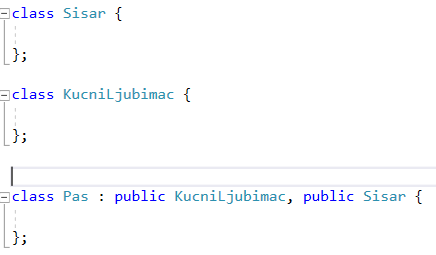 class Sisar {
};
class KucniLjubimac {
};
class Pas : public KucniLjubimac, public Sisar {
};